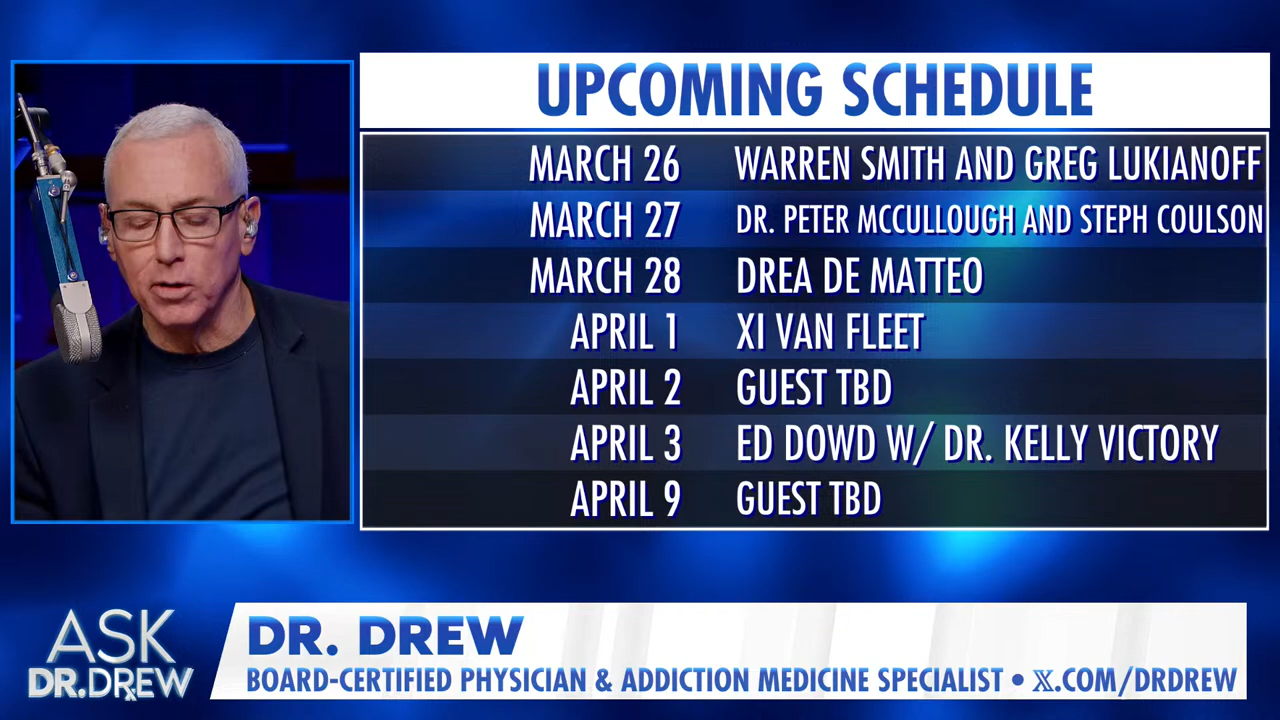 UPCOMING SCHEDULE
MARCH 26 WARREN SMITH AND GREG LUKIANOFF
MARCH 27 DR. PETER MCCULLOUGH AND STEPH COULSON
MARCH 28 DREA DE MATTEO
APRIL 1 XI VAN FLEET
APRIL 2 GUEST TBD
APRIL 3 ED DOWD W/ DR. KELLY VICTORY
APRIL 9 GUEST TBD
ASK
DR.DREW
DR. DREW
BOARD-CERTIFIED PHYSICIAN & ADDICTION MEDICINE SPECIALIST • 𝕏.COM/DRDREW